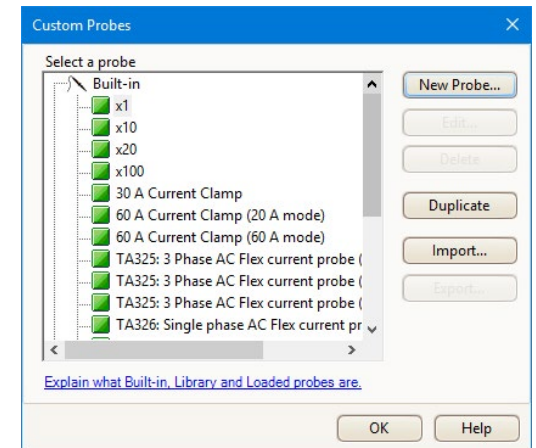 Custom Probes
Select a probe
Built-in
x1
x10
x20
x100
30 A Current Clamp
60 A Current Clamp (20 A mode)
60 A Current Clamp (60 A mode)
TA325: 3 Phase AC Flex current probe (
TA325: 3 Phase AC Flex current probe (
TA325: 3 Phase AC Flex current probe (
TA326: Single phase AC Flex current pr
New Probe...
Edit...
Delete
Duplicate
Import...
Export...
Explain what Built-in, Library and Loaded probes are.
OK
Help